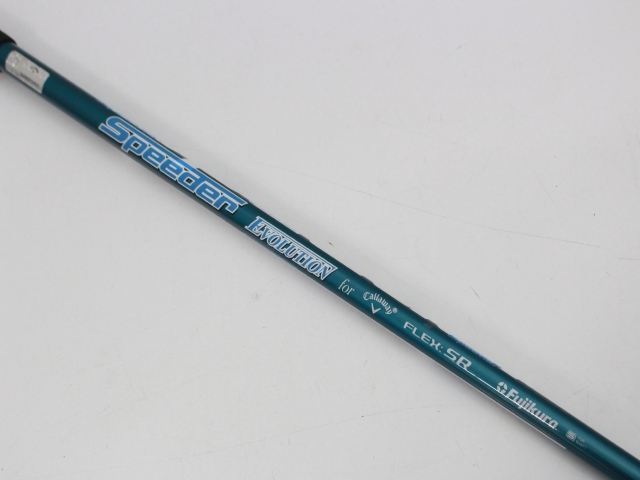 Speeder
EVOLUTION
for
Callaway®
FLEX: SR
Fujikura